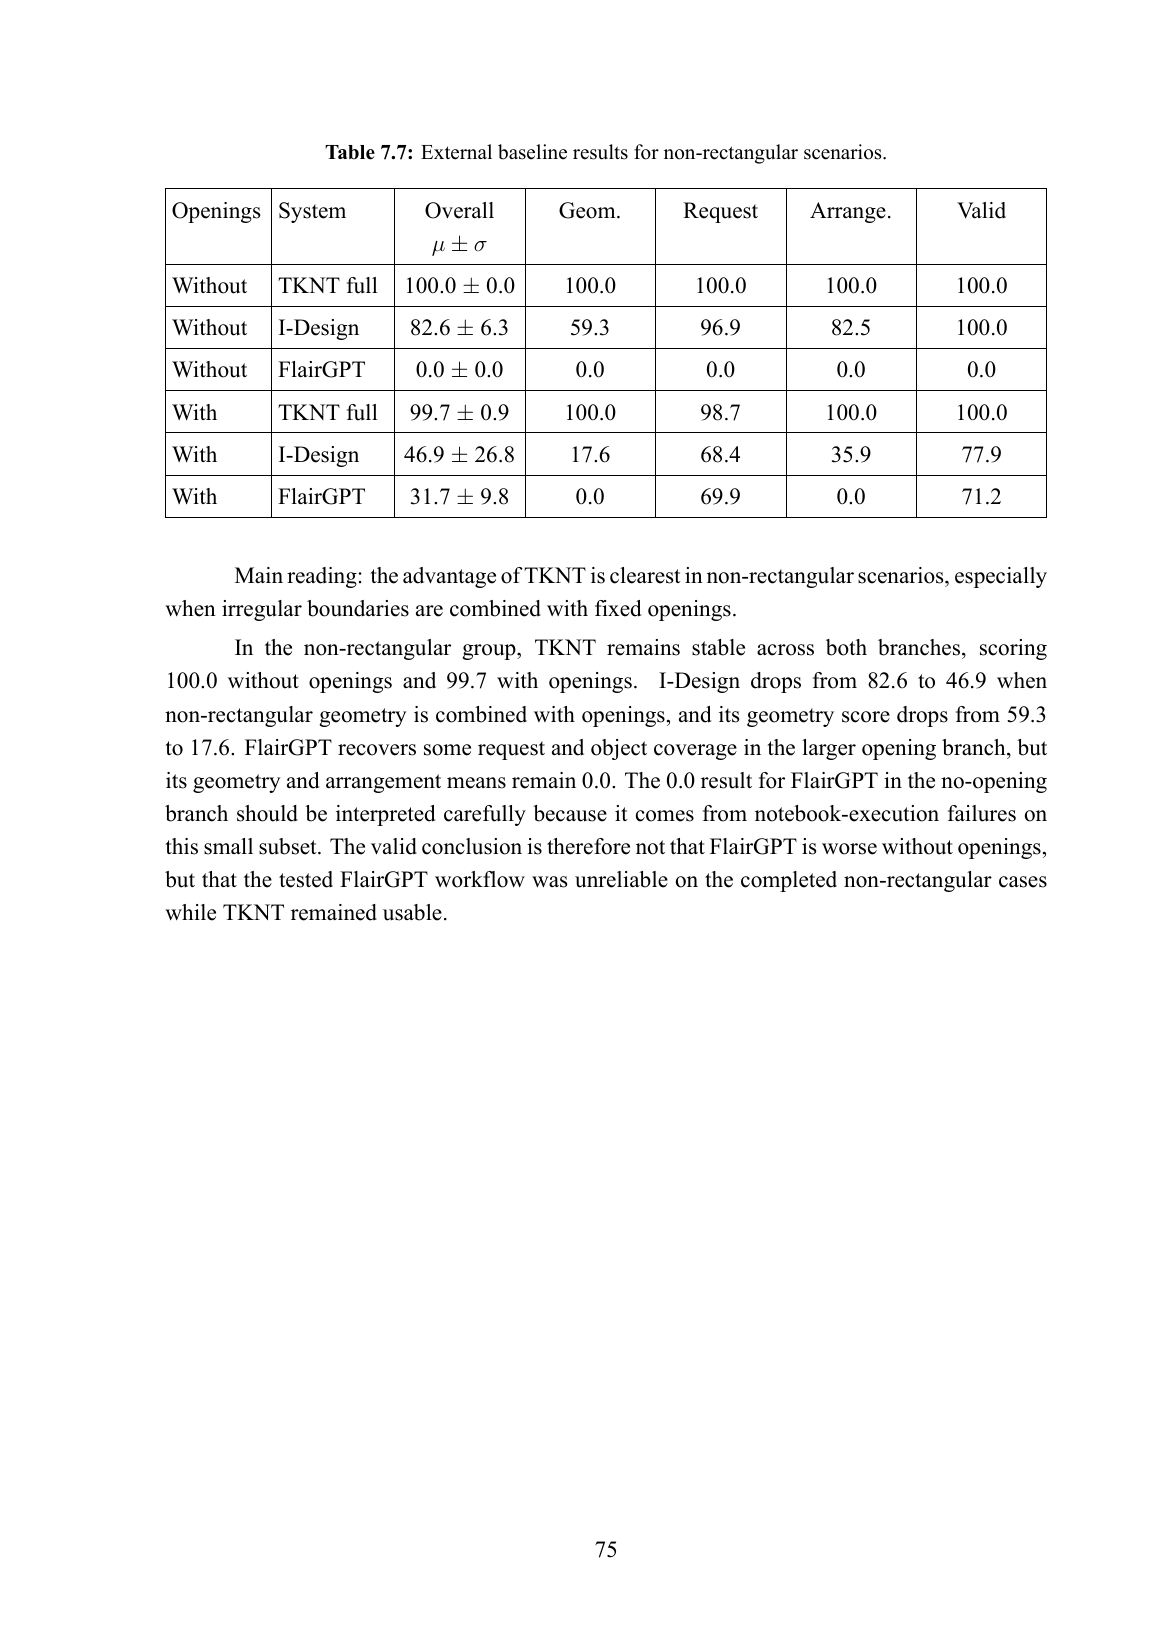 Table 7.7: External baseline results for non-rectangular scenarios.
Openings System Overall Geom. Request Arrange. Valid
μ ± σ
Without TKNT full 100.0 ± 0.0 100.0 100.0 100.0 100.0
Without I-Design 82.6 ± 6.3 59.3 96.9 82.5 100.0
Without FlairGPT 0.0 ± 0.0 0.0 0.0 0.0 0.0
With TKNT full 99.7 ± 0.9 100.0 98.7 100.0 100.0
With I-Design 46.9 ± 26.8 17.6 68.4 35.9 77.9
With FlairGPT 31.7 ± 9.8 0.0 69.9 0.0 71.2
Main reading: the advantage of TKNT is clearest in non-rectangular scenarios, especially
when irregular boundaries are combined with fixed openings.
In the non-rectangular group, TKNT remains stable across both branches, scoring
100.0 without openings and 99.7 with openings. I-Design drops from 82.6 to 46.9 when
non-rectangular geometry is combined with openings, and its geometry score drops from 59.3
to 17.6. FlairGPT recovers some request and object coverage in the larger opening branch, but
its geometry and arrangement means remain 0.0. The 0.0 result for FlairGPT in the no-opening
branch should be interpreted carefully because it comes from notebook-execution failures on
this small subset. The valid conclusion is therefore not that FlairGPT is worse without openings,
but that the tested FlairGPT workflow was unreliable on the completed non-rectangular cases
while TKNT remained usable.
75